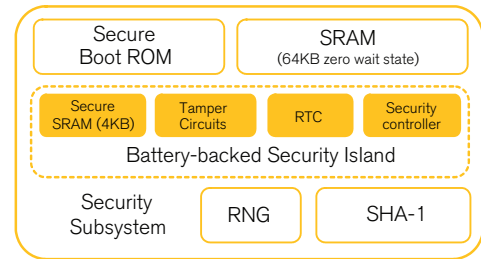 Secure
Boot ROM
SRAM
(64KB zero wait state)
Secure
SRAM (4KB)
Tamper
Circuits
RTC
Security
controller
Battery-backed Security Island
Security
Subsystem
RNG
SHA-1